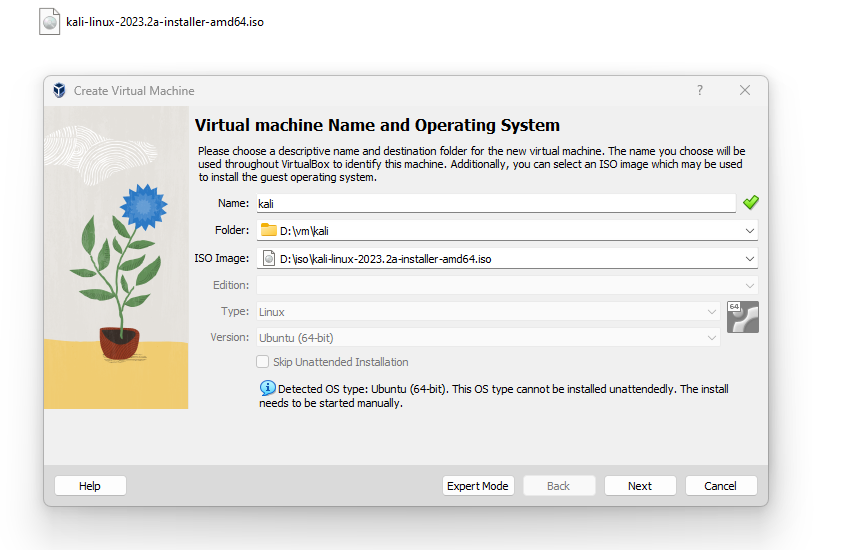 kali-linux-2023.2a-installer-amd64.iso
Create Virtual Machine
?
Virtual machine Name and Operating System
Please choose a descriptive name and destination folder for the new virtual machine. The name you choose will be
used throughout VirtualBox to identify this machine. Additionally, you can select an ISO image which may be used
to install the guest operating system.
Name: kali
Folder: D:\vm\kali
ISO Image: D:\iso\kali-linux-2023.2a-installer-amd64.iso
Edition:
Type: Linux
64
Version: Ubuntu (64-bit)
Skip Unattended Installation
Detected OS type: Ubuntu (64-bit). This OS type cannot be installed unattendedly. The install
needs to be started manually.
Help Expert Mode Back Next Cancel